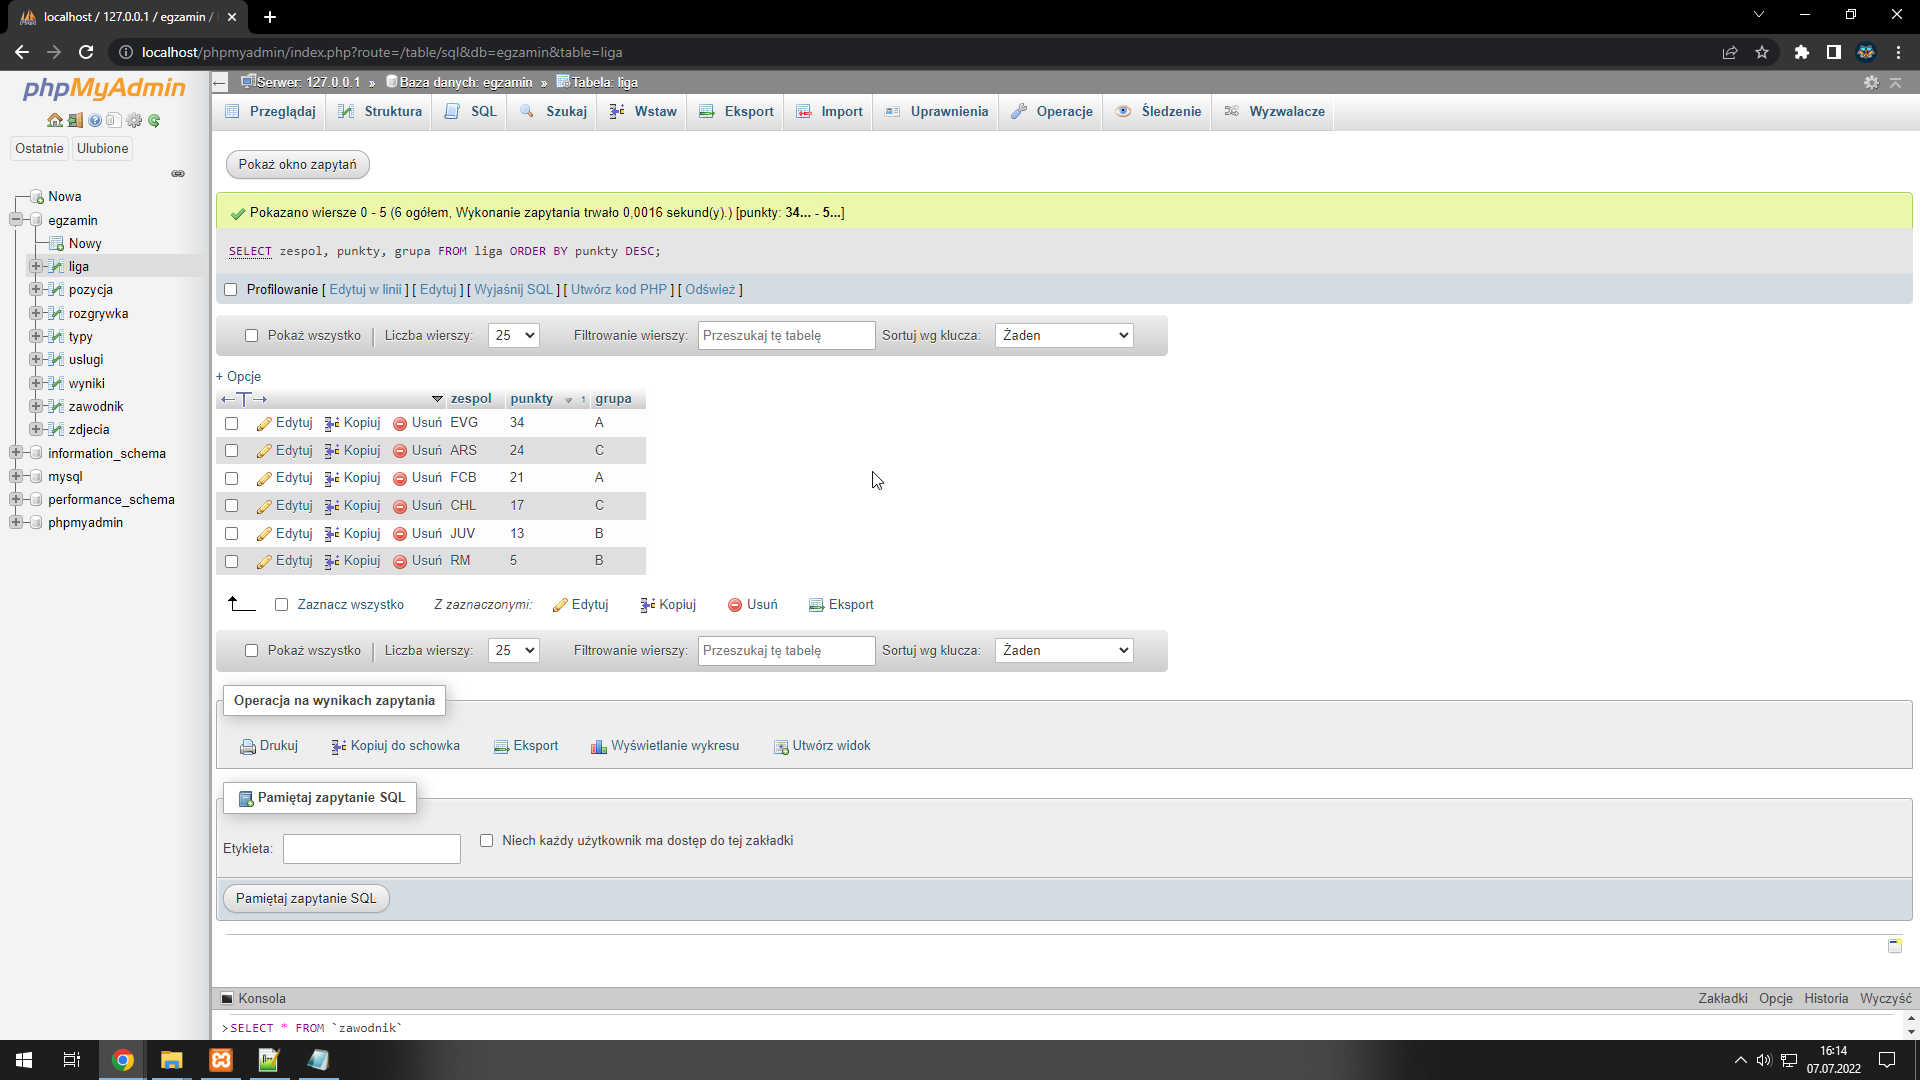 localhost / 127.0.0.1 / egzamin /
localhost/phpmyadmin/index.php?route=/table/sql&db=egzamin&table=liga
phpMyAdmin
Ostatnie Ulubione
Nowa
egzamin
Nowy
liga
pozycja
rozgrywka
typy
uslugi
wyniki
zawodnik
zdjecia
information_schema
mysql
performance_schema
phpmyadmin
Serwer: 127.0.0.1 » Baza danych: egzamin » Tabela: liga
Przeglądaj Struktura SQL Szukaj Wstaw Eksport Import Uprawnienia Operacje Śledzenie Wyzwalacze
Pokaż okno zapytań
Pokazano wiersze 0 - 5 (6 ogółem, Wykonanie zapytania trwało 0,0016 sekund(y).) [punkty: 34... - 5...]
SELECT zespol, punkty, grupa FROM liga ORDER BY punkty DESC;
Profilowanie [ Edytuj w linii ] [ Edytuj ] [ Wyjaśnij SQL ] [ Utwórz kod PHP ] [ Odśwież ]
Pokaż wszystko Liczba wierszy: 25 Filtrowanie wierszy: Przeszukaj tę tabelę Sortuj wg klucza: Żaden
+ Opcje
←T→ zespol punkty 1 grupa
Edytuj Kopiuj Usuń EVG 34 A
Edytuj Kopiuj Usuń ARS 24 C
Edytuj Kopiuj Usuń FCB 21 A
Edytuj Kopiuj Usuń CHL 17 C
Edytuj Kopiuj Usuń JUV 13 B
Edytuj Kopiuj Usuń RM 5 B
Zaznacz wszystko Z zaznaczonymi: Edytuj Kopiuj Usuń Eksport
Pokaż wszystko Liczba wierszy: 25 Filtrowanie wierszy: Przeszukaj tę tabelę Sortuj wg klucza: Żaden
Operacja na wynikach zapytania
Drukuj Kopiuj do schowka Eksport Wyświetlanie wykresu Utwórz widok
Pamiętaj zapytanie SQL
Etykieta: Niech każdy użytkownik ma dostęp do tej zakładki
Pamiętaj zapytanie SQL
Konsola Zakładki Opcje Historia Wyczyść
>SELECT * FROM `zawodnik`
16:14
07.07.2022